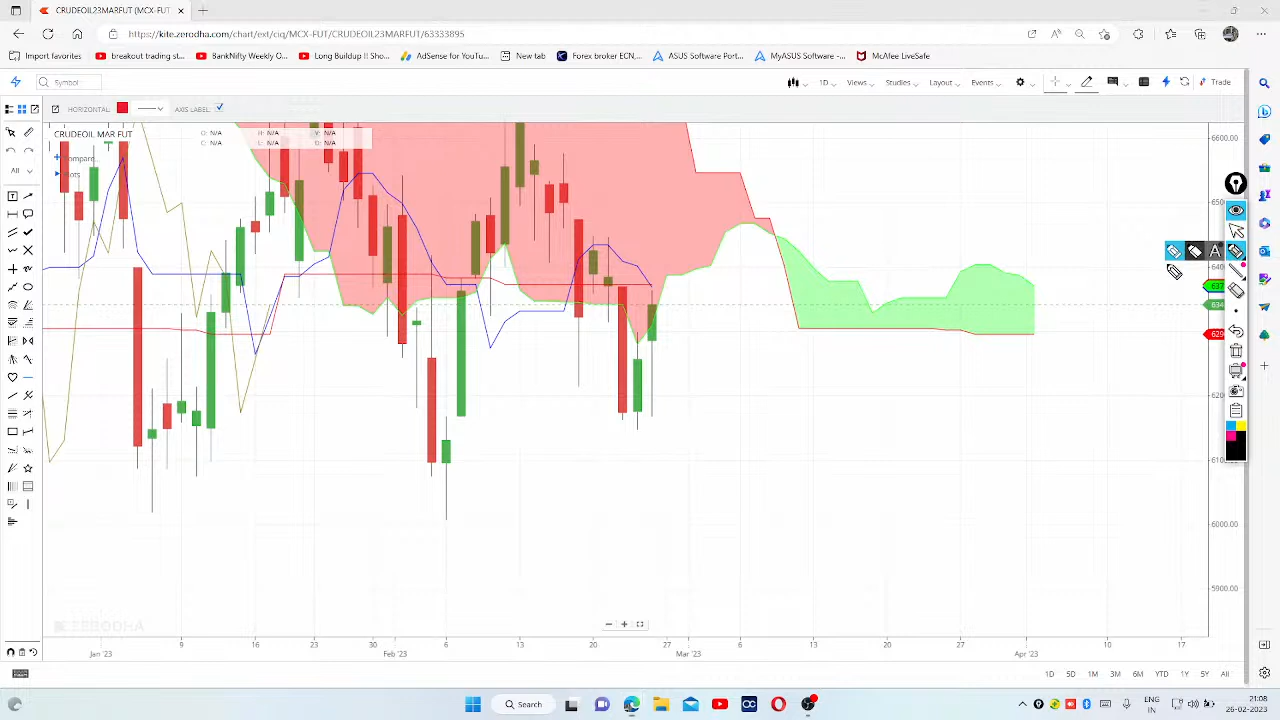 CRUDEOIL23MARFUT (MCX-FUT
https://kite.zerodha.com/chart/ext/ciq/MCX-FUT/CRUDEOIL23MARFUT/63333895
Import favorites
Breakout trading st...
BankNifty Weekly O...
Long Buildup II Sho...
AdSense for YouTu...
New tab
Forex broker ECN...
ASUS Software Port...
MyASUS Software -...
McAfee LiveSafe
Symbol
1D
Views
Studies
Layout
Events
Trade
HORIZONTAL:
AXIS LABEL:
CRUDEOIL MAR FUT
O: N/A H: N/A V: N/A
C: N/A L: N/A D: N/A
Compare..
All
6600.00
6000.00
5900.00
ZERODHA
9 16 23 30 6 13 20 27 6 13 20 27 10 17
Jan '23 Feb '23 Mar '23 Apr '23
1D 5D 1M 3M 6M YTD 1Y 5Y All
Search
ENG
IN
21:08
26-02-2023